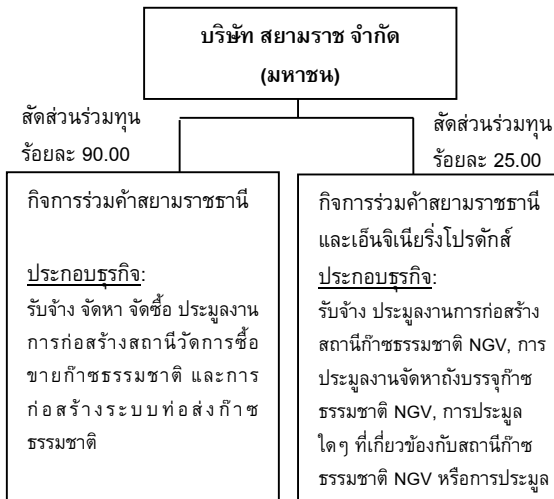 บริษัท สยามราช จำกัด
(มหาชน)
สัดส่วนร่วมทุน
ร้อยละ 90.00
สัดส่วนร่วมทุน
ร้อยละ 25.00
กิจการร่วมค้าสยามราชธานี
ประกอบธุรกิจ:
รับจ้าง จัดหา จัดซื้อ ประมูลงาน
การก่อสร้างสถานีวัดการซื้อ
ขายก๊าซธรรมชาติ และการ
ก่อสร้างระบบท่อส่งก๊าซ
ธรรมชาติ
กิจการร่วมค้าสยามราชธานี
และเอ็นจิเนียริ่งโปรดักส์
ประกอบธุรกิจ:
รับจ้าง ประมูลงานการก่อสร้าง
สถานีก๊าซธรรมชาติ NGV, การ
ประมูลงานจัดหาถังบรรจุก๊าซ
ธรรมชาติ NGV, การประมูล
ใดๆ ที่เกี่ยวข้องกับสถานีก๊าซ
ธรรมชาติ NGV หรือการประมูล